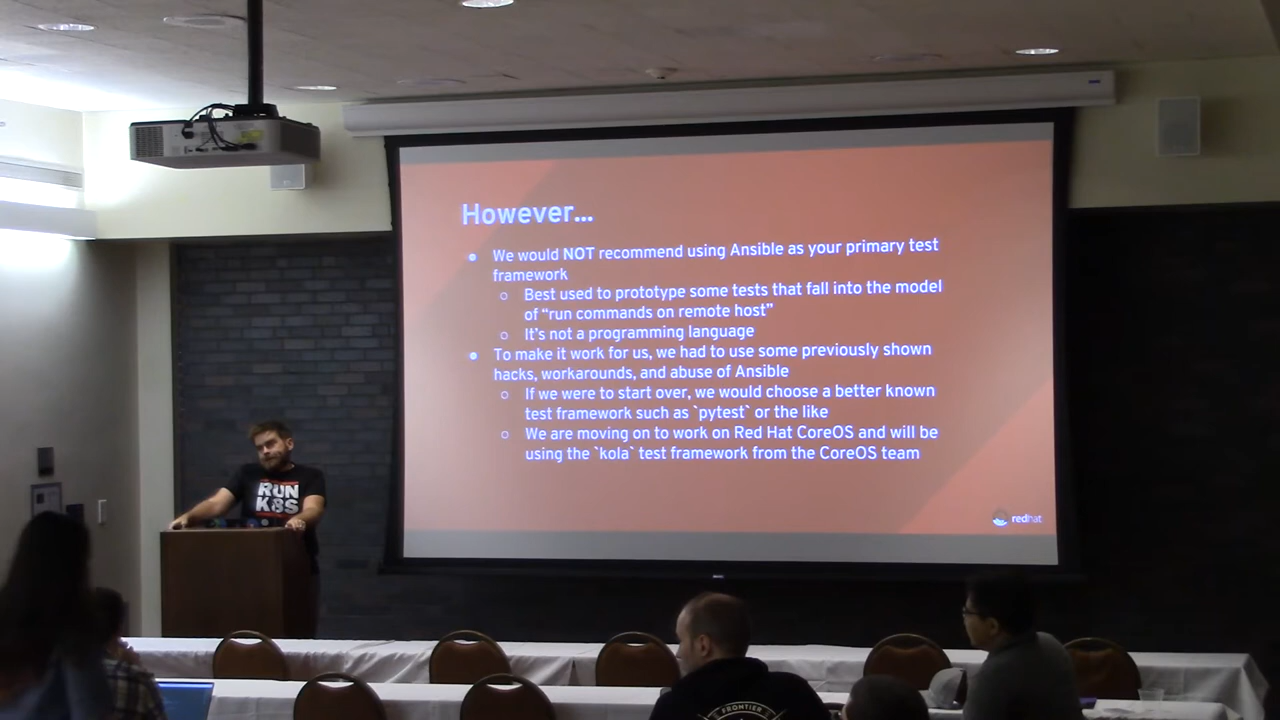 However...
● We would NOT recommend using Ansible as your primary test
framework
○ Best used to prototype some tests that fall into the model
of “run commands on remote host”
○ It's not a programming language
● To make it work for us, we had to use some previously shown
hacks, workarounds, and abuse of Ansible
○ If we were to start over, we would choose a better known
test framework such as `pytest` or the like
○ We are moving on to work on Red Hat CoreOS and will be
using the `kola` test framework from the CoreOS team
redhat
RUN
K8S
FRONTIER